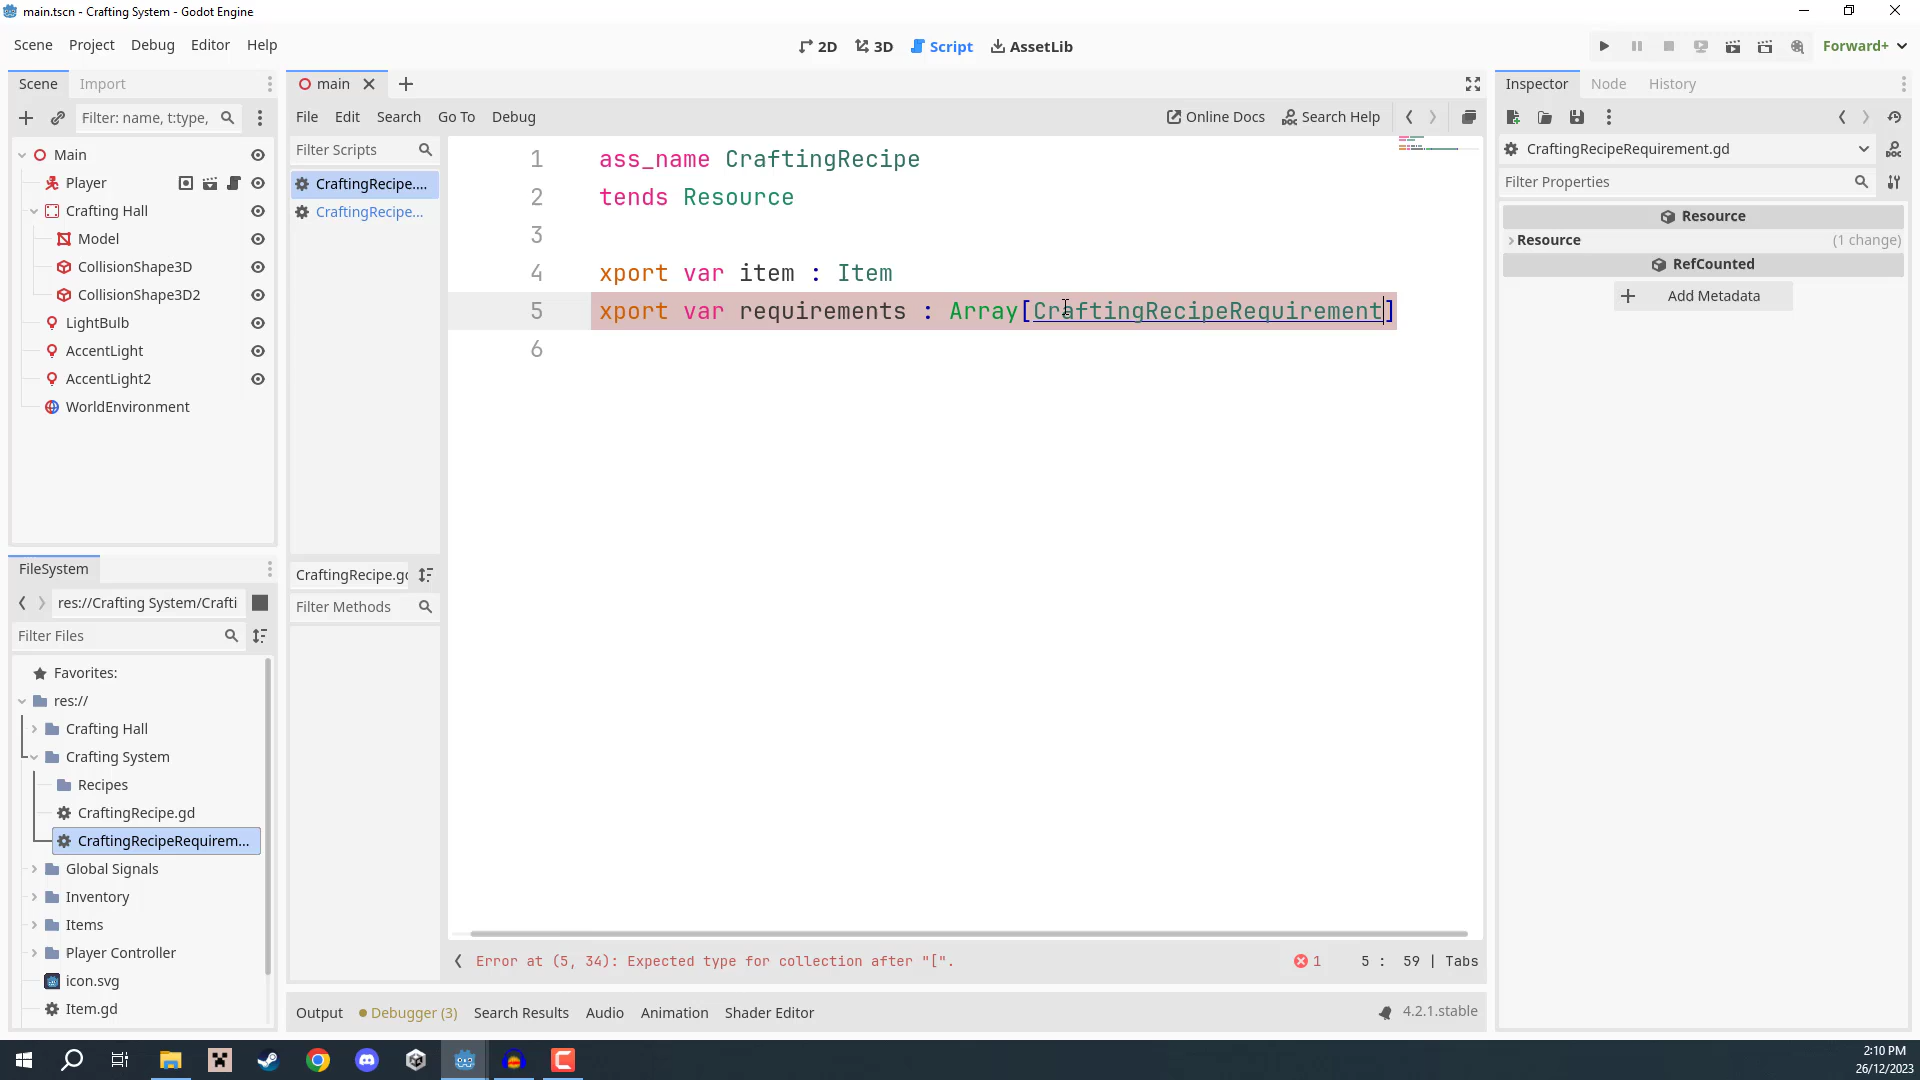 main.tscn - Crafting System - Godot Engine
Scene Project Debug Editor Help
2D 3D Script AssetLib
Forward+
Scene Import
Filter: name, t:type,
Main
Player
Crafting Hall
Model
CollisionShape3D
CollisionShape3D2
LightBulb
AccentLight
AccentLight2
WorldEnvironment
FileSystem
res://Crafting System/Crafti
Filter Files
Favorites:
res://
Crafting Hall
Crafting System
Recipes
CraftingRecipe.gd
CraftingRecipeRequirem...
Global Signals
Inventory
Items
Player Controller
icon.svg
Item.gd
main
File Edit Search Go To Debug
Online Docs Search Help
Filter Scripts
CraftingRecipe....
CraftingRecipe...
CraftingRecipe.gd
Filter Methods
1 ass_name CraftingRecipe
2 tends Resource
3
4 xport var item : Item
5 xport var requirements : Array[CraftingRecipeRequirement]
6
Error at (5, 34): Expected type for collection after "[".
1 5 : 59 | Tabs
Output Debugger (3) Search Results Audio Animation Shader Editor
4.2.1.stable
Inspector Node History
CraftingRecipeRequirement.gd
Filter Properties
Resource
Resource (1 change)
RefCounted
Add Metadata
2:10 PM
26/12/2023